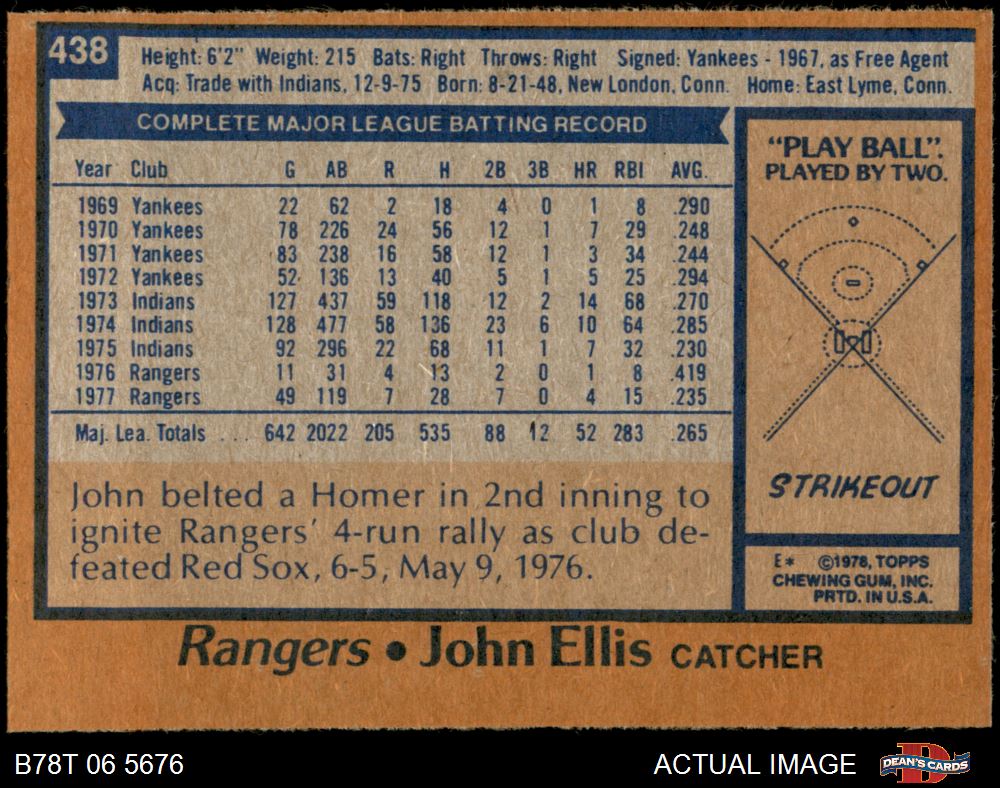 438
Height: 6'2" Weight: 215 Bats: Right Throws: Right Signed: Yankees - 1967, as Free Agent
Acq: Trade with Indians, 12-9-75 Born: 8-21-48, New London, Conn. Home: East Lyme, Conn.
COMPLETE MAJOR LEAGUE BATTING RECORD
Year Club G AB R H 2B 3B HR RBI AVG.
1969 Yankees 22 62 2 18 4 0 1 8 .290
1970 Yankees 78 226 24 56 12 1 7 29 .248
1971 Yankees 83 238 16 58 12 1 3 34 .244
1972 Yankees 52 136 13 40 5 1 5 25 .294
1973 Indians 127 437 59 118 12 2 14 68 .270
1974 Indians 128 477 58 136 23 6 10 64 .285
1975 Indians 92 296 22 68 11 1 7 32 .230
1976 Rangers 11 31 4 13 2 0 1 8 .419
1977 Rangers 49 119 7 28 7 0 4 15 .235
Maj. Lea. Totals ... 642 2022 205 535 88 12 52 283 .265
John belted a Homer in 2nd inning to
ignite Rangers' 4-run rally as club de-
feated Red Sox, 6-5, May 9, 1976.
"PLAY BALL".
PLAYED BY TWO.
STRIKEOUT
E* ©1978, TOPPS
CHEWING GUM, INC.
PRTD. IN U.S.A.
Rangers • John Ellis CATCHER
B78T 06 5676
ACTUAL IMAGE
DEAN'S CARDS